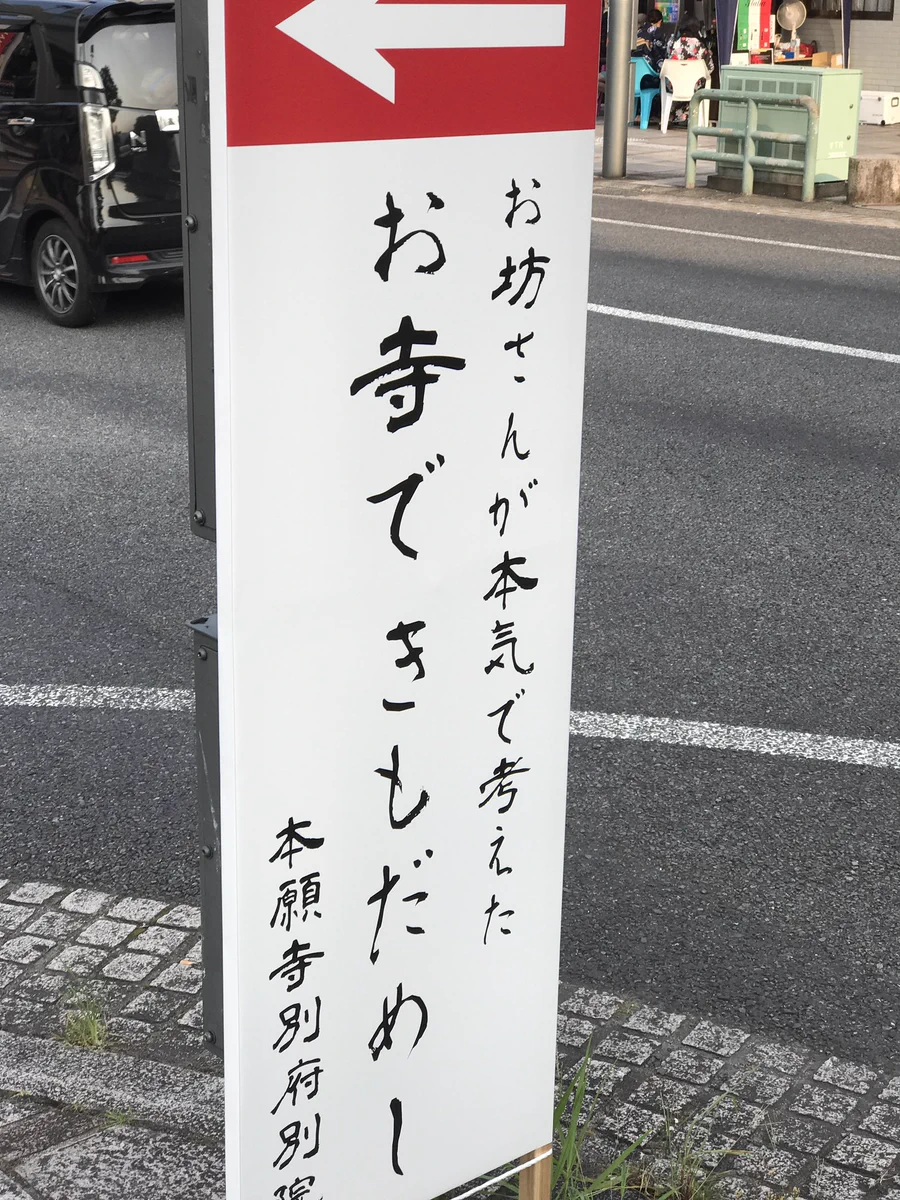 お坊さんが本気で考えた
お寺できもだめし
本願寺別府別院